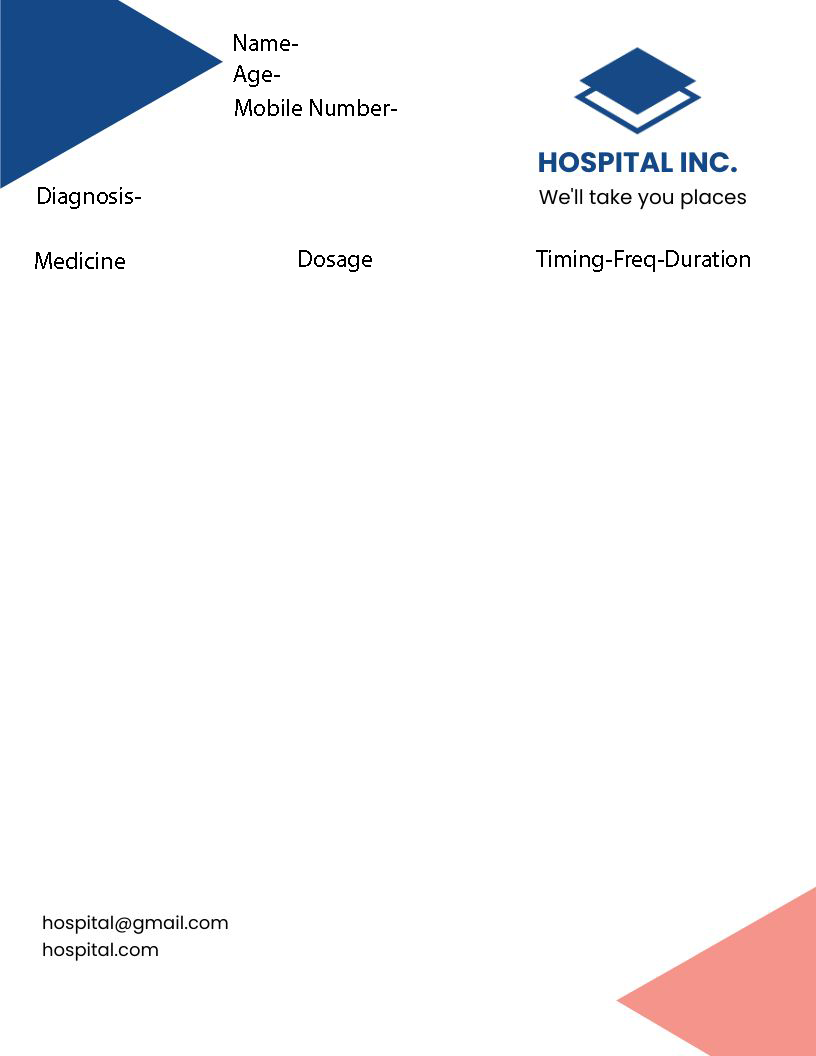 Name-
Age-
Mobile Number-
HOSPITAL INC.
We'll take you places
Diagnosis-
Medicine Dosage Timing-Freq-Duration
hospital@gmail.com
hospital.com